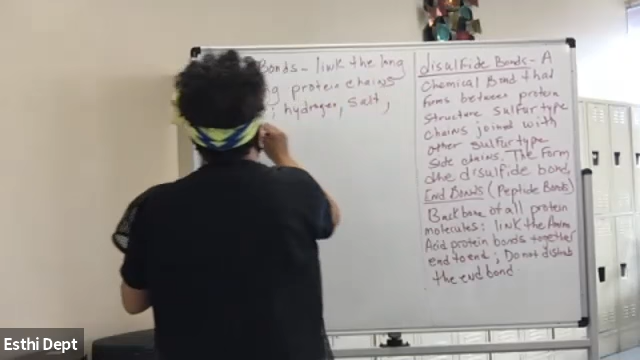 Bonds - link the long
protein chains
; hydrogen, salt,
disulfide Bonds - A
Chemical Bond that
forms between protein
structure sulfur type
chains joined with
other sulfur type
side chains. The form
the disulfide bond,
End Bonds (Peptide Bonds)
Backbone of all protein
molecules: link the Amino
Acid protein bonds together
end to end; Do not disturb
the end bond
Esthi Dept